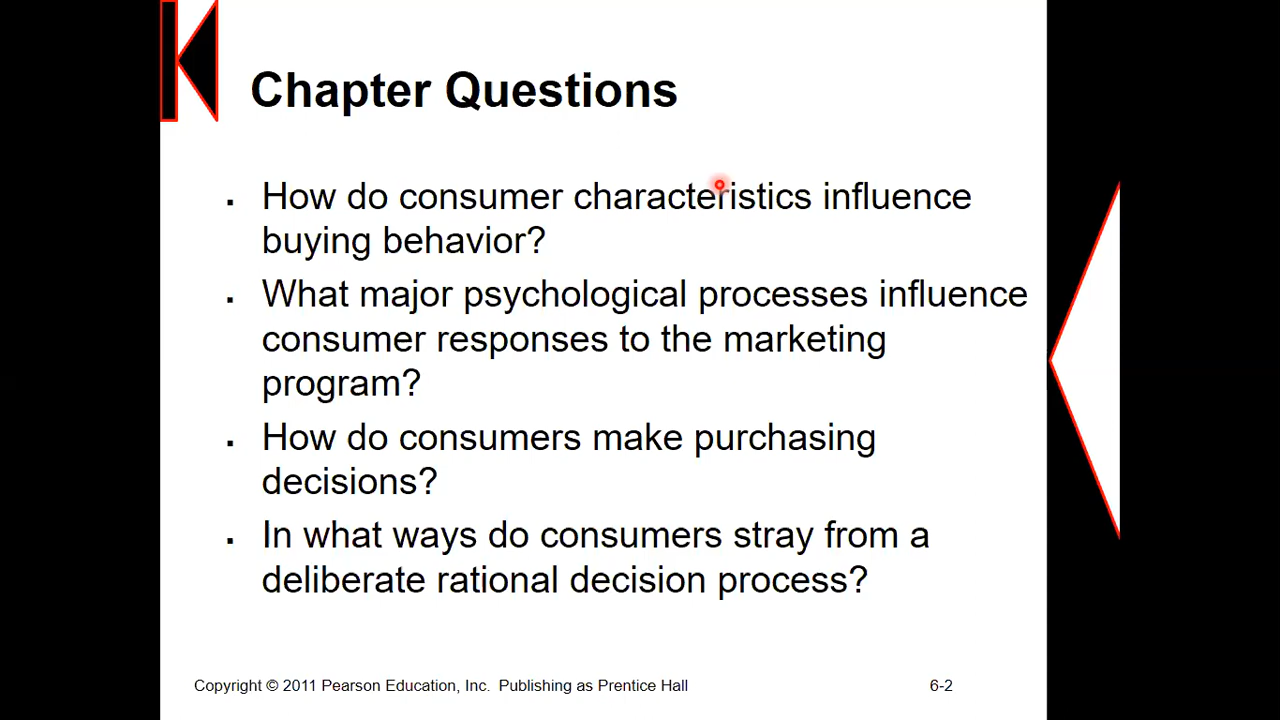 Chapter Questions
▪ How do consumer characteristics influence
buying behavior?
▪ What major psychological processes influence
consumer responses to the marketing
program?
▪ How do consumers make purchasing
decisions?
▪ In what ways do consumers stray from a
deliberate rational decision process?
Copyright © 2011 Pearson Education, Inc. Publishing as Prentice Hall 6-2